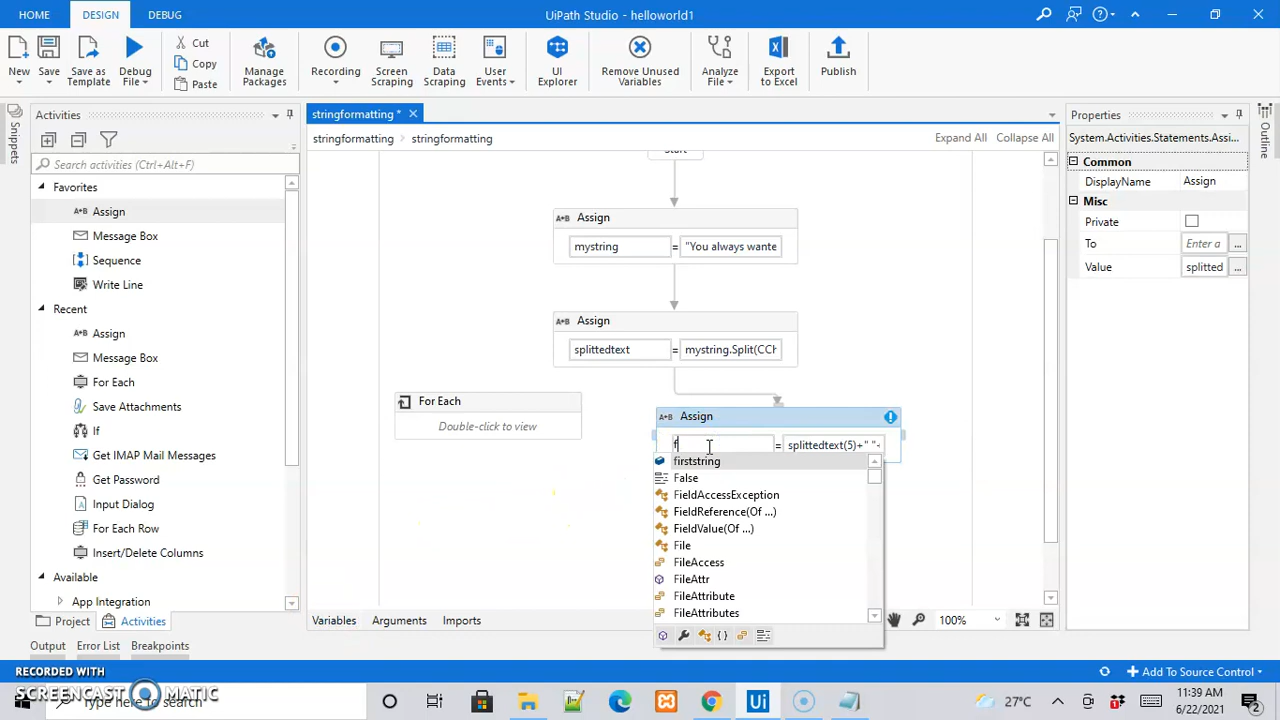 HOME DESIGN DEBUG UiPath Studio - helloworld1
New Save Save as Template Debug File Cut Copy Paste Manage Packages Recording Screen Scraping Data Scraping User Events UI Explorer Remove Unused Variables Analyze File Export to Excel Publish
Activities stringformatting * Properties
Snippets
Outline
stringformatting > stringformatting Expand All Collapse All
System.Activities.Statements.Assi...
Search activities (Ctrl+Alt+F)
Common
DisplayName Assign
Misc
Private
To Enter a ...
Value splitted ...
Favorites
Assign
Message Box
Sequence
Write Line
Recent
Assign
Message Box
For Each
Save Attachments
If
Get IMAP Mail Messages
Get Password
Input Dialog
For Each Row
Insert/Delete Columns
Available
App Integration
Start
A+B Assign
mystring = "You always wante
A+B Assign
splittedtext = mystring.Split(CCh
For Each
Double-click to view
A+B Assign
f = splittedtext(5)+" "+
firststring
False
FieldAccessException
FieldReference(Of ...)
FieldValue(Of ...)
File
FileAccess
FileAttr
FileAttribute
FileAttributes
Project Activities Variables Arguments Imports 100%
Output Error List Breakpoints
RECORDED WITH Add To Source Control
SCREENCAST MATIC
Type here to search Ui 27°C 11:39 AM
6/22/2021 2